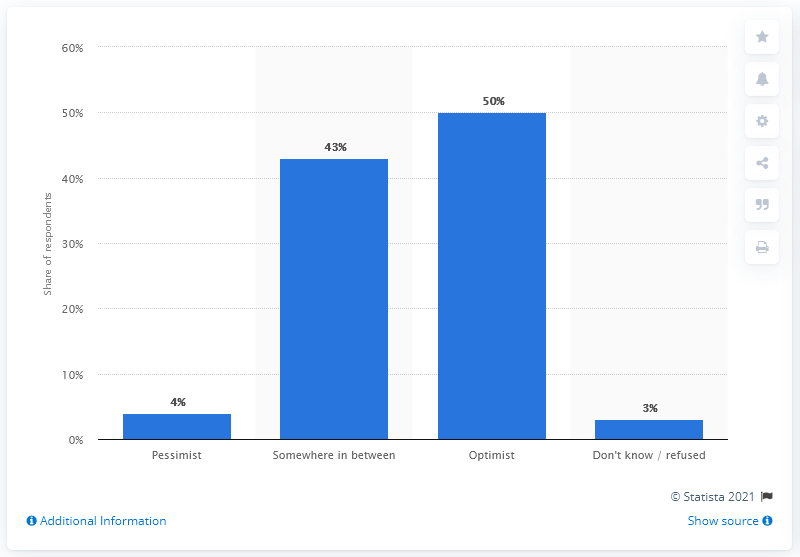 60%
50%
40%
30%
20%
10%
0%
Share of respondents
4%
43%
50%
3%
Pessimist
Somewhere in between
Optimist
Don't know / refused
© Statista 2021
Additional Information
Show source